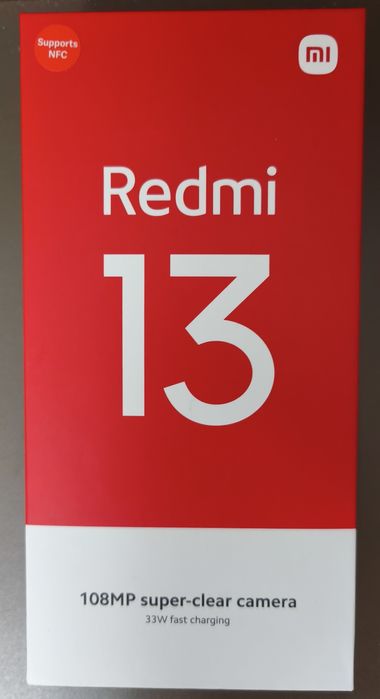 Supports
NFC
mi
Redmi
13
108MP super-clear camera
33W fast charging